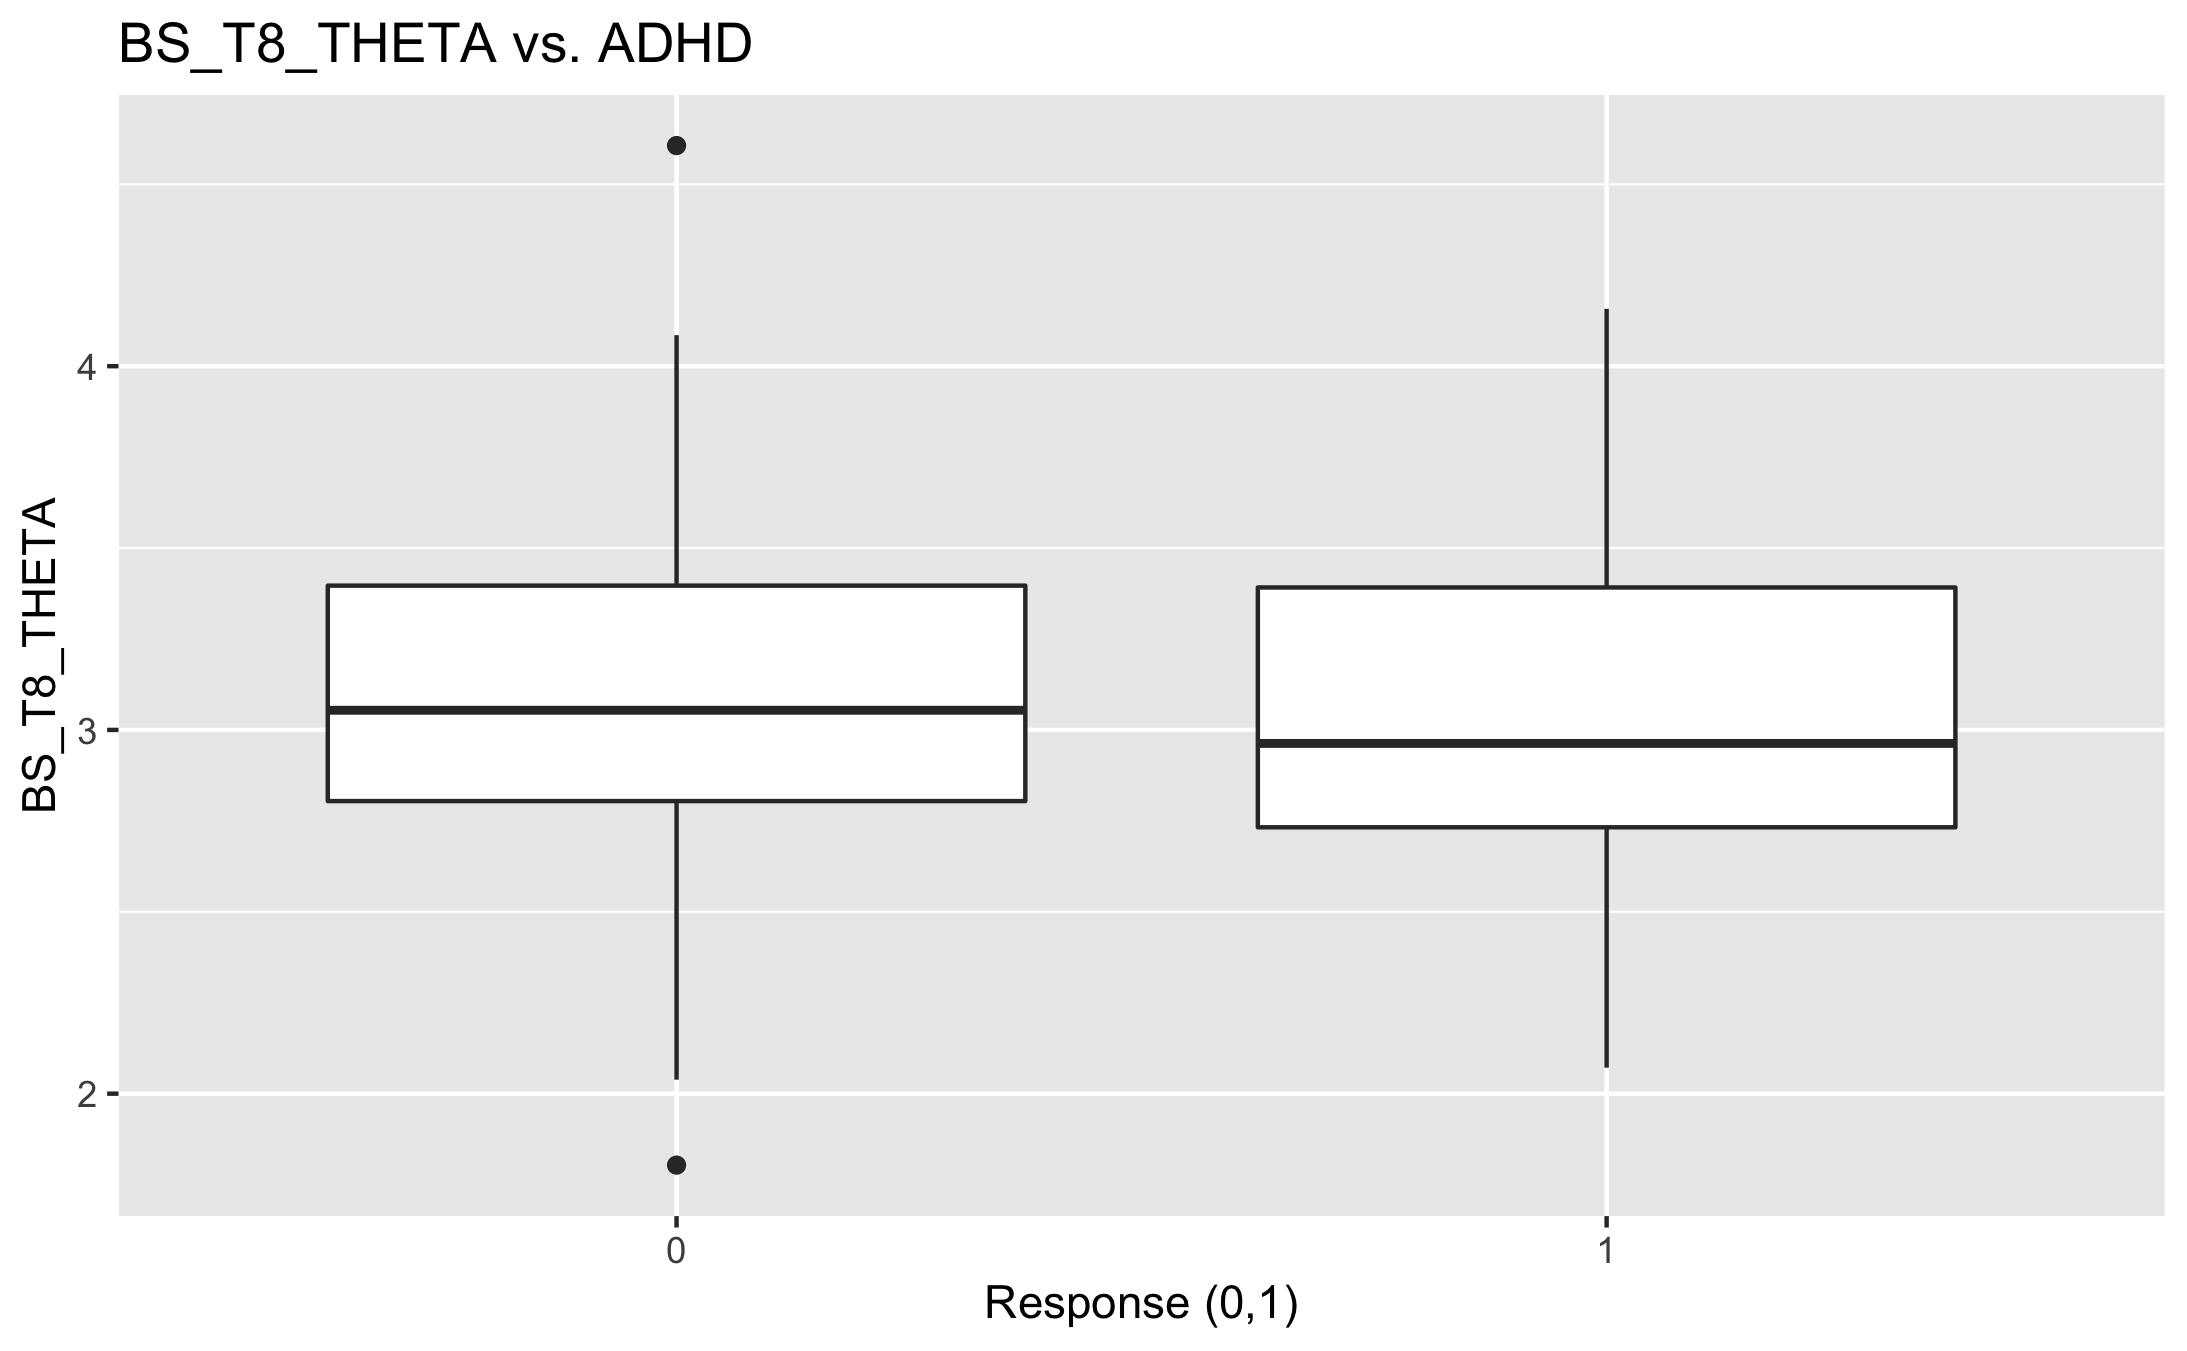 BS_T8_THETA vs. ADHD
BS_T8_THETA
4
3
2
0
1
Response (0,1)